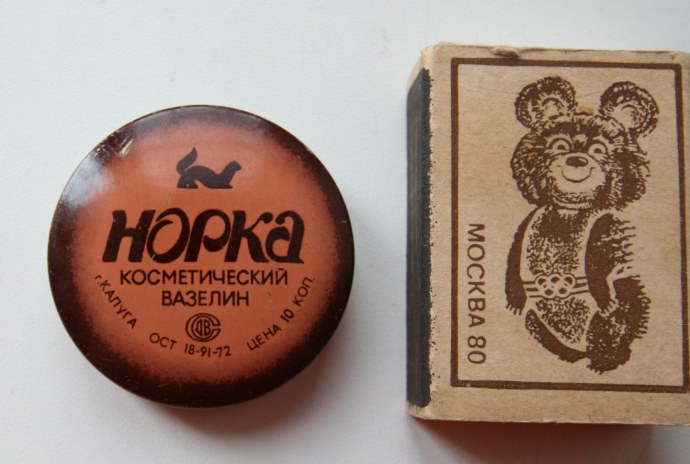 НОРКА
КОСМЕТИЧЕСКИЙ
ВАЗЕЛИН
г. КАЛУГА ОСТ 18-91-72 ЦЕНА 10 КОП.
МОСКВА 80